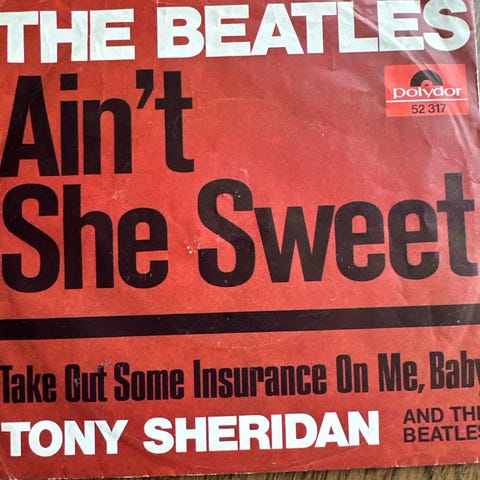 THE BEATLES
polydor
52 317
Ain't
She Sweet
Take Out Some Insurance On Me, Baby
TONY SHERIDAN
AND THE
BEATLES